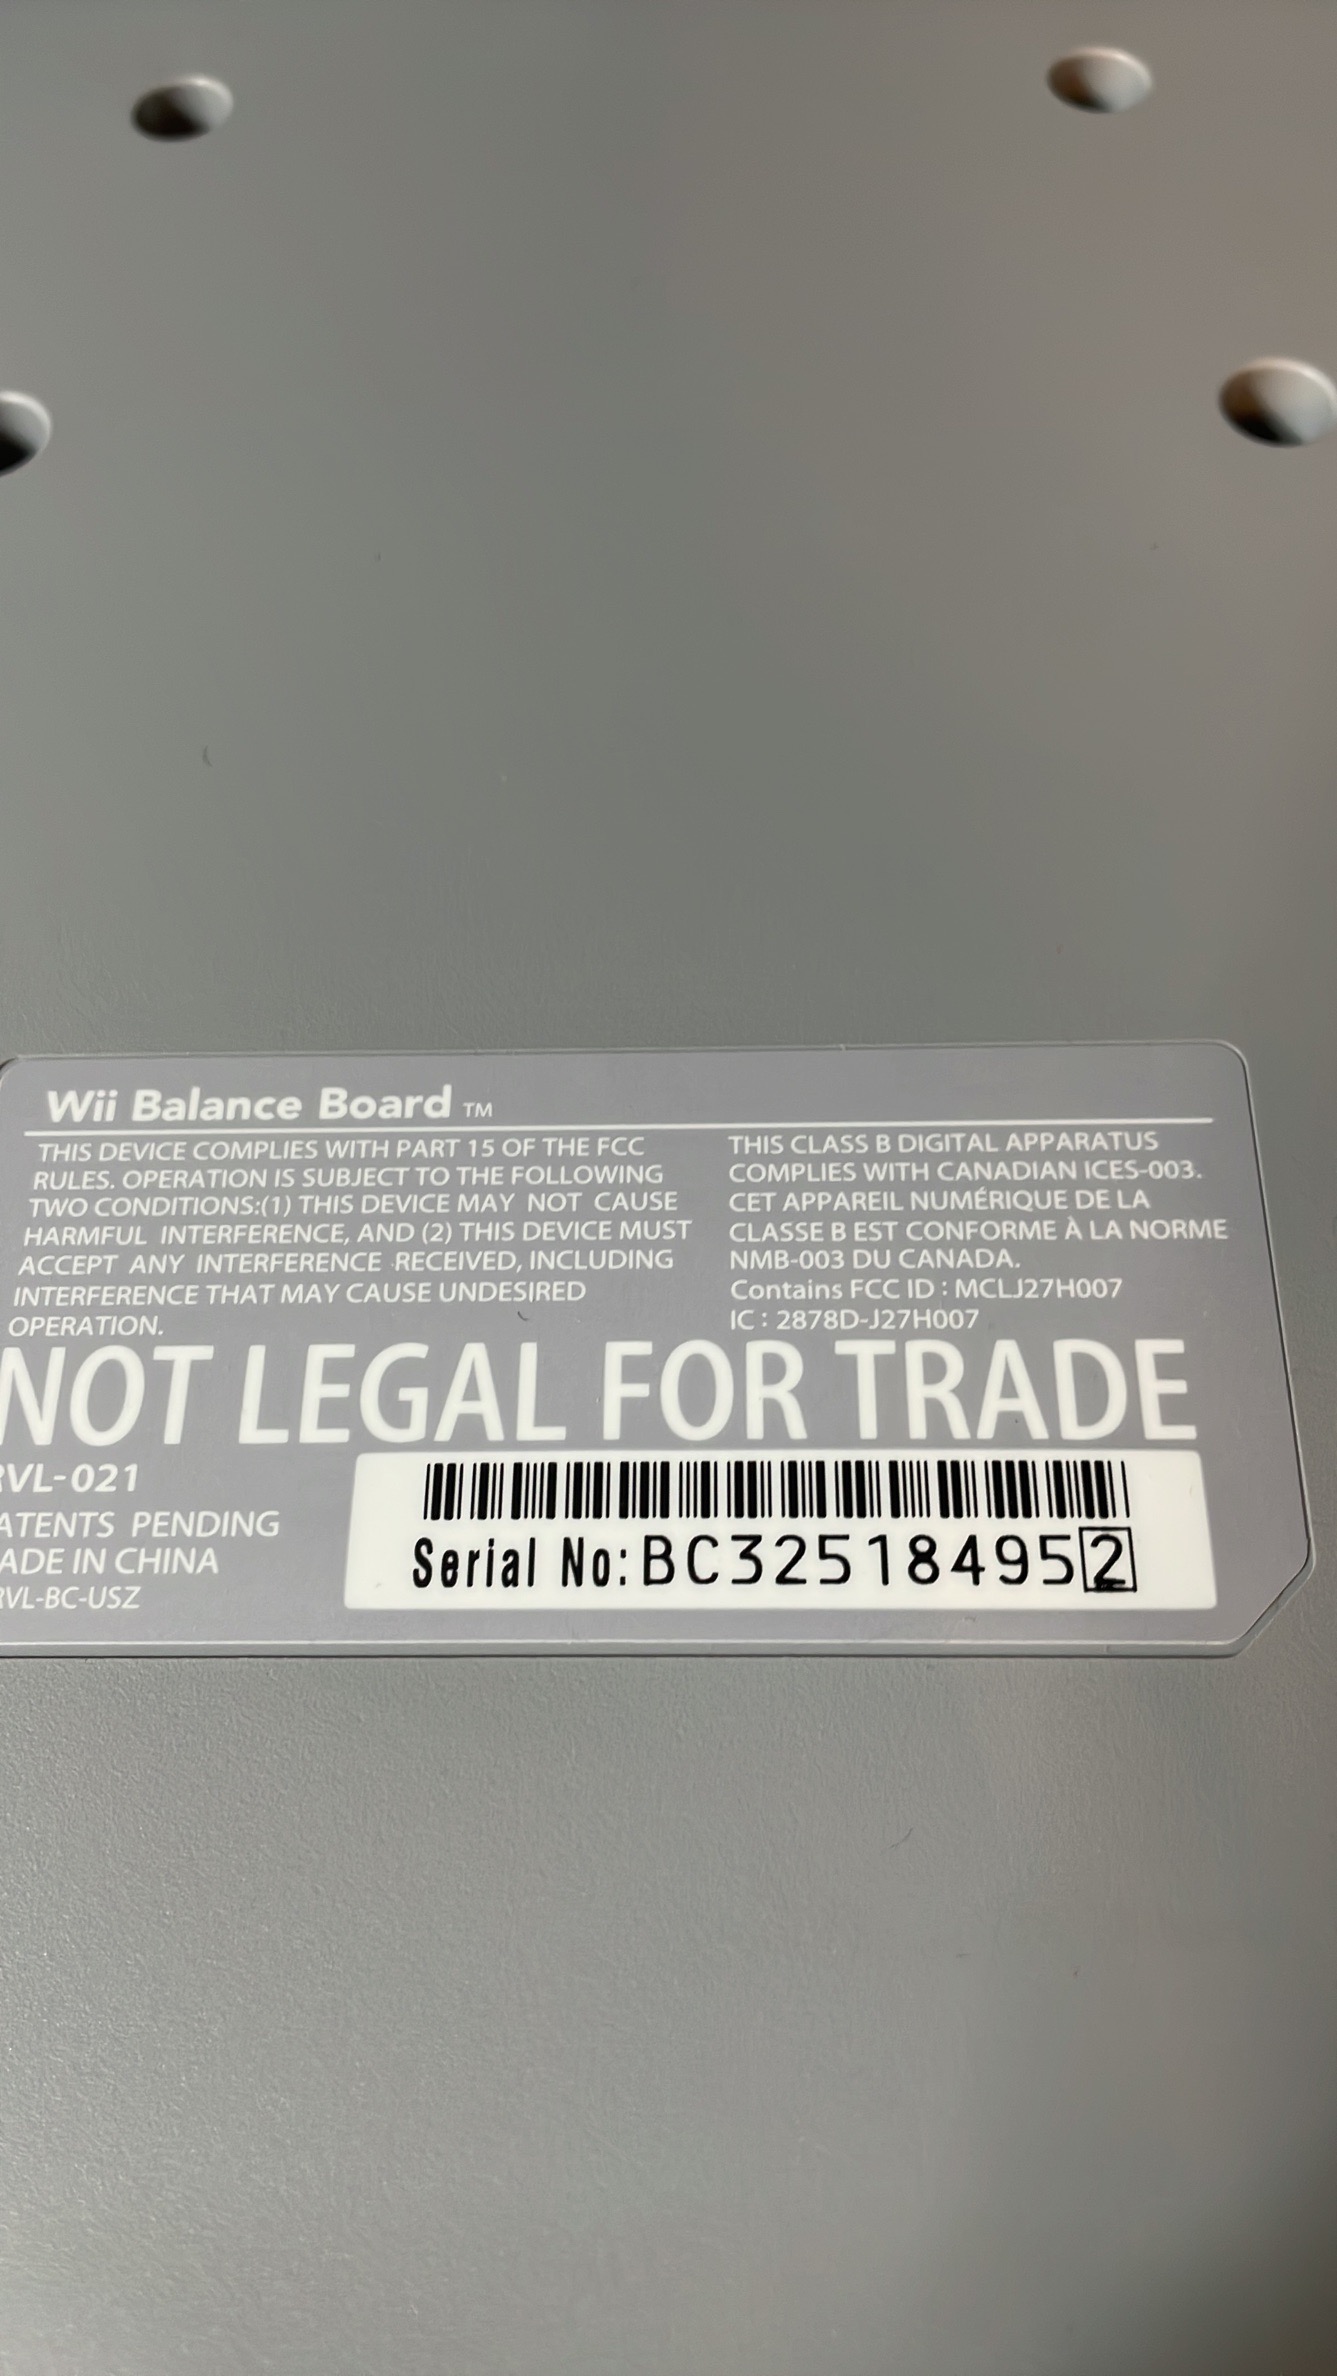 Wii Balance Board TM
THIS DEVICE COMPLIES WITH PART 15 OF THE FCC
RULES. OPERATION IS SUBJECT TO THE FOLLOWING
TWO CONDITIONS:(1) THIS DEVICE MAY NOT CAUSE
HARMFUL INTERFERENCE, AND (2) THIS DEVICE MUST
ACCEPT ANY INTERFERENCE RECEIVED, INCLUDING
INTERFERENCE THAT MAY CAUSE UNDESIRED
OPERATION.
THIS CLASS B DIGITAL APPARATUS
COMPLIES WITH CANADIAN ICES-003.
CET APPAREIL NUMÉRIQUE DE LA
CLASSE B EST CONFORME À LA NORME
NMB-003 DU CANADA.
Contains FCC ID : MCLJ27H007
IC : 2878D-J27H007
NOT LEGAL FOR TRADE
RVL-021
ATENTS PENDING
ADE IN CHINA
RVL-BC-USZ
Serial No: BC325184952